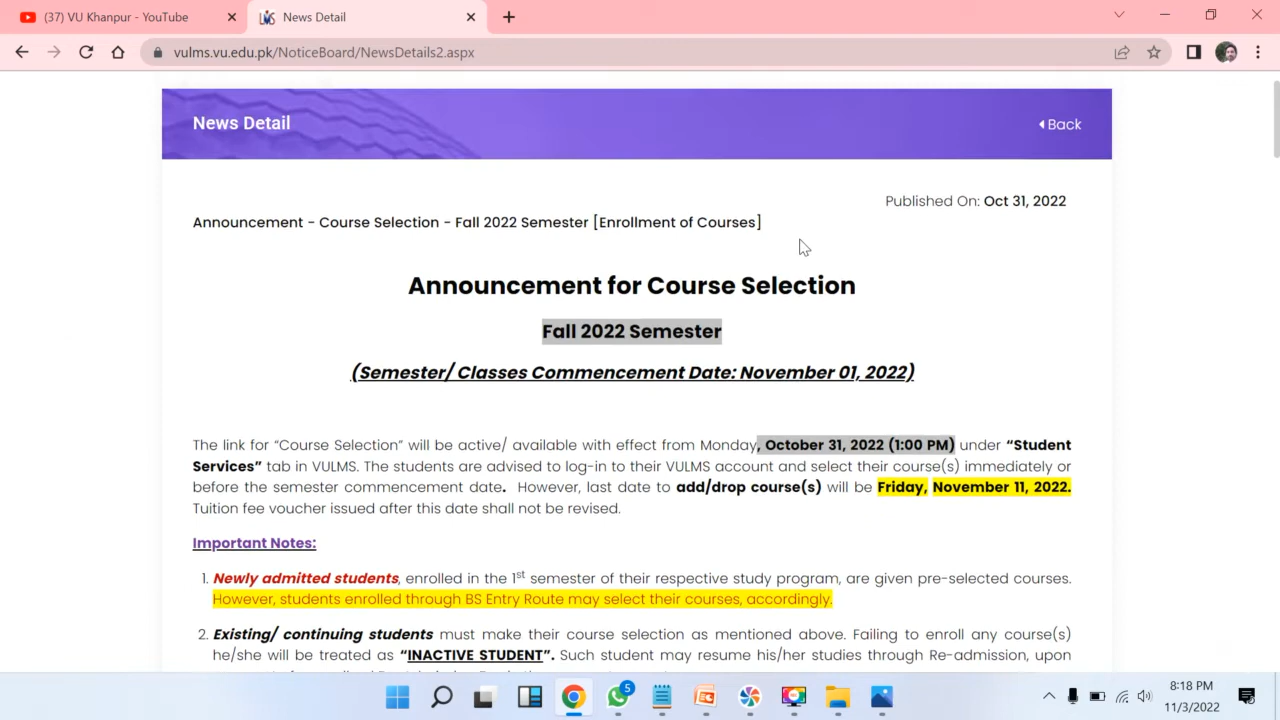 (37) VU Khanpur - YouTube
News Detail
vulms.vu.edu.pk/NoticeBoard/NewsDetails2.aspx
News Detail
Back
Published On: Oct 31, 2022
Announcement - Course Selection - Fall 2022 Semester [Enrollment of Courses]
Announcement for Course Selection
Fall 2022 Semester
(Semester/ Classes Commencement Date: November 01, 2022)
The link for “Course Selection” will be active/ available with effect from Monday, October 31, 2022 (1:00 PM) under “Student
Services” tab in VULMS. The students are advised to log-in to their VULMS account and select their course(s) immediately or
before the semester commencement date. However, last date to add/drop course(s) will be Friday, November 11, 2022.
Tuition fee voucher issued after this date shall not be revised.
Important Notes:
1. Newly admitted students, enrolled in the 1st semester of their respective study program, are given pre-selected courses.
However, students enrolled through BS Entry Route may select their courses, accordingly.
2. Existing/ continuing students must make their course selection as mentioned above. Failing to enroll any course(s)
he/she will be treated as “INACTIVE STUDENT”. Such student may resume his/her studies through Re-admission, upon
5
8:18 PM
11/3/2022